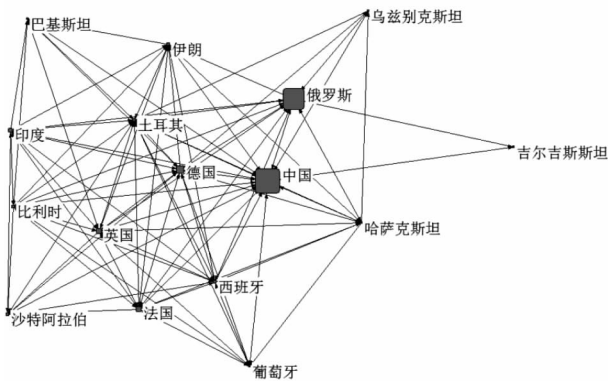 巴基斯坦
乌兹别克斯坦
伊朗
俄罗斯
印度
土耳其
吉尔吉斯斯坦
德国
中国
比利时
英国
哈萨克斯坦
西班牙
沙特阿拉伯
法国
葡萄牙